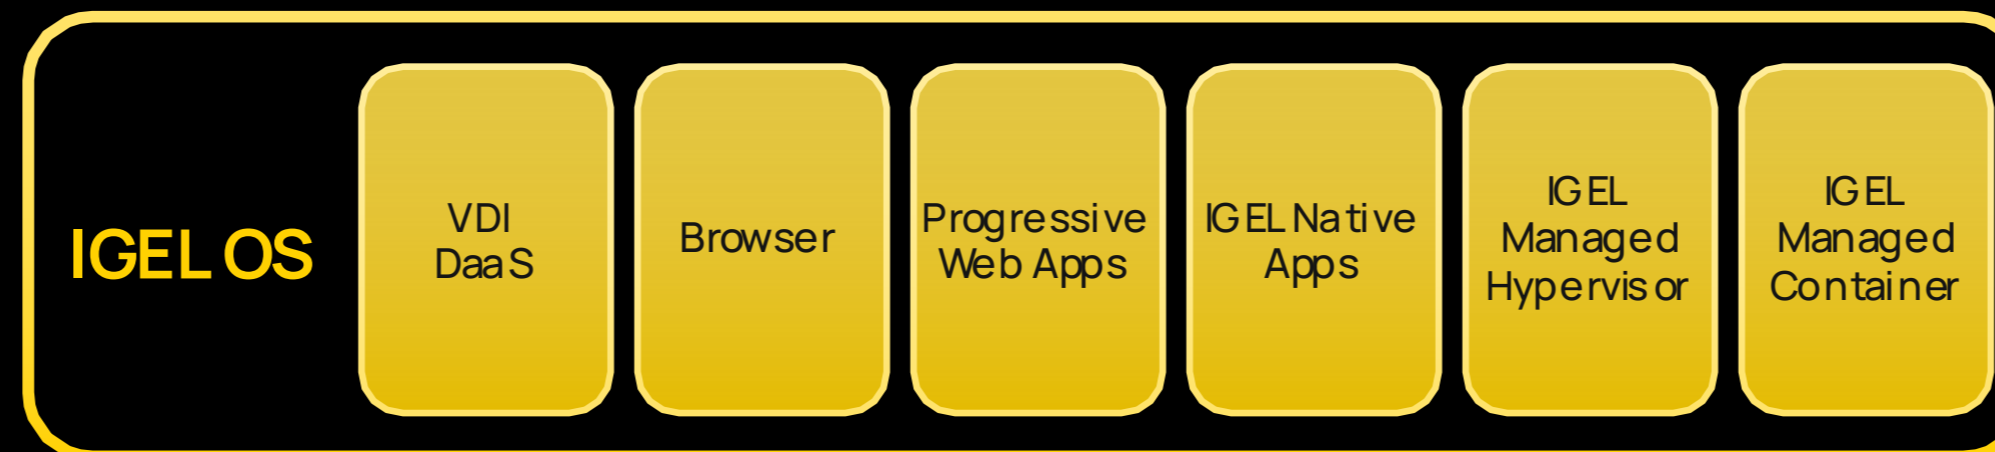 IGEL OS
VDI
DaaS
Browser
Progressive
Web Apps
IGEL Native
Apps
IGEL
Managed
Hypervisor
IGEL
Managed
Container